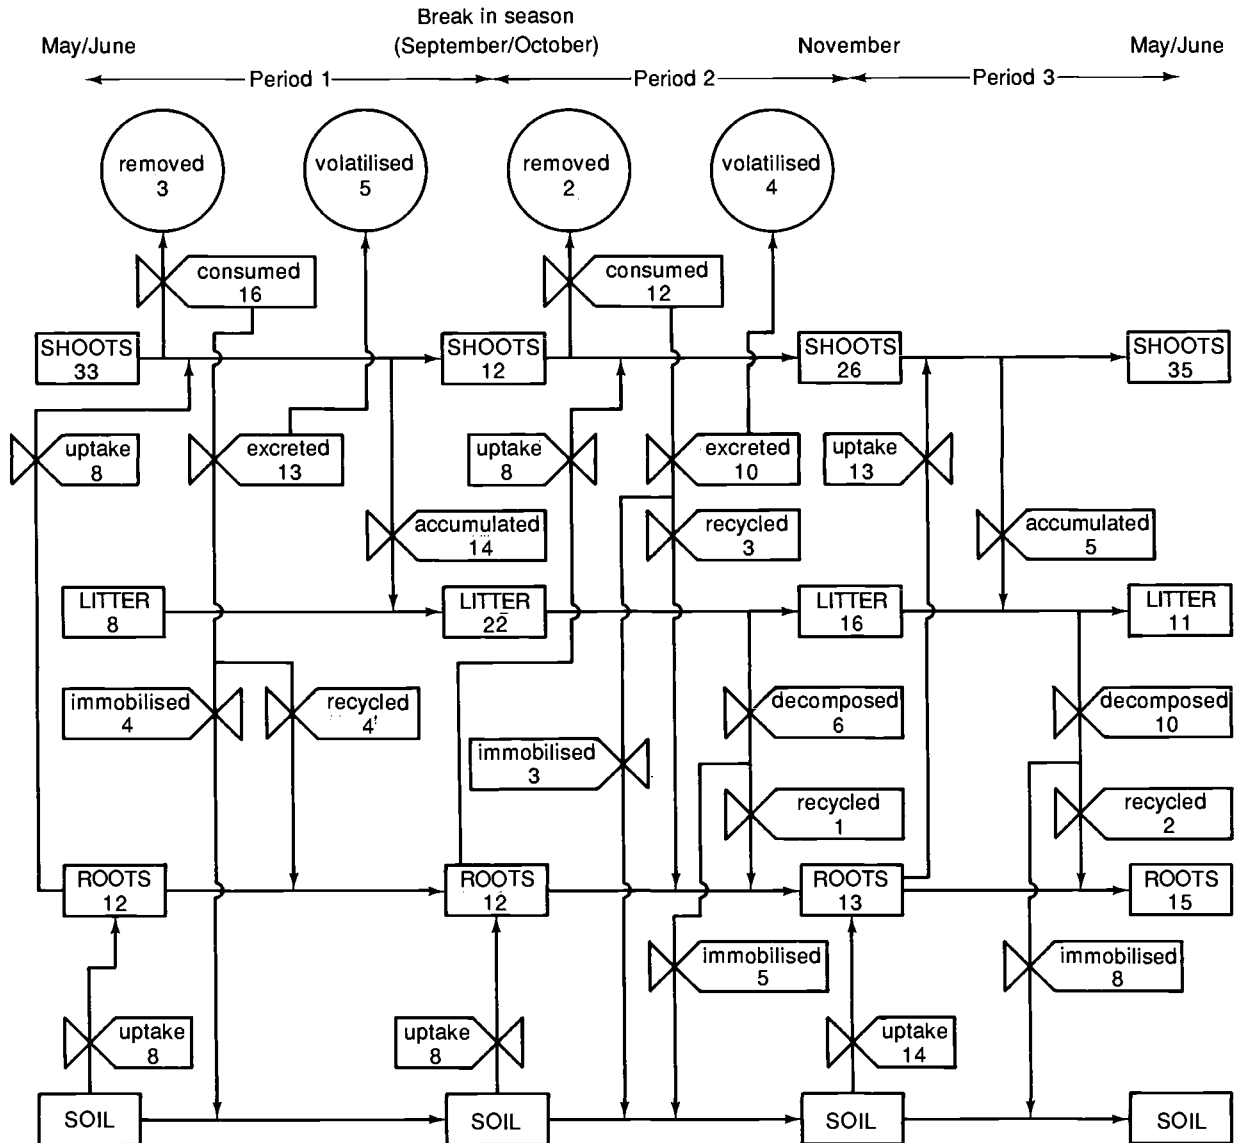 Break in season
May/June
(September/October)
November
May/June
Period 1
Period 2
Period 3
removed
3
volatilised
5
removed
2
volatilised
4
consumed
16
consumed
12
SHOOTS
33
SHOOTS
12
SHOOTS
26
SHOOTS
35
uptake
8
excreted
13
uptake
8
excreted
10
uptake
13
accumulated
14
recycled
3
accumulated
5
LITTER
8
LITTER
22
LITTER
16
LITTER
11
immobilised
4
recycled
4
decomposed
6
decomposed
10
immobilised
3
recycled
1
recycled
2
ROOTS
12
ROOTS
12
ROOTS
13
ROOTS
15
immobilised
5
immobilised
8
uptake
8
uptake
8
uptake
14
SOIL
SOIL
SOIL
SOIL